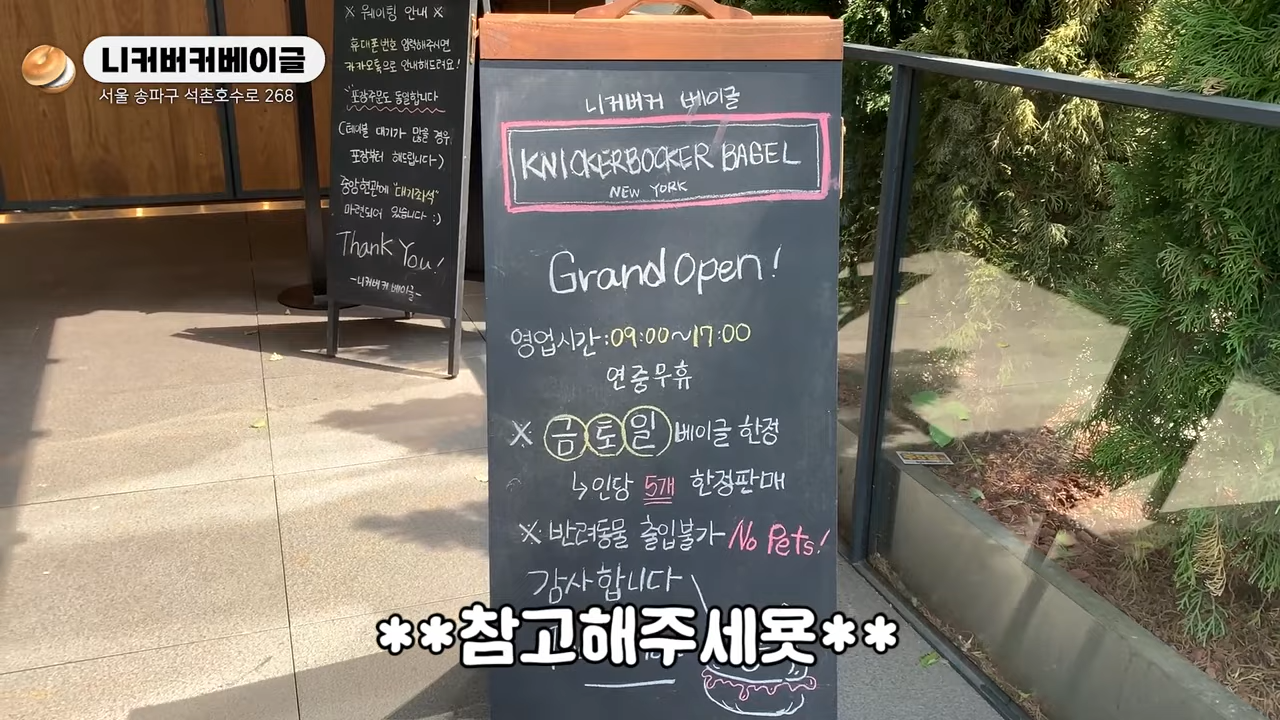 니커버커베이글
서울 송파구 석촌호수로 268
※ 웨이팅 안내 ※
휴대폰번호 입력해주시면
카카오톡으로 안내해드려요!
포장주문도 동일합니다
(테이블 대기가 많을 경우,
포장부터 해드립니다)
중앙현관에 "대기좌석"
마련되어 있습니다 :)
Thank You!
-니커버커 베이글-
니커버커 베이글
KNICKERBOCKER BAGEL
NEW YORK
Grand Open!
영업시간:09:00~17:00
연중무휴
※ 금토일 베이글 한정
↳인당 5개 한정판매
※ 반려동물 출입불가 No Pets!
감사합니다
**참고해주세욧**